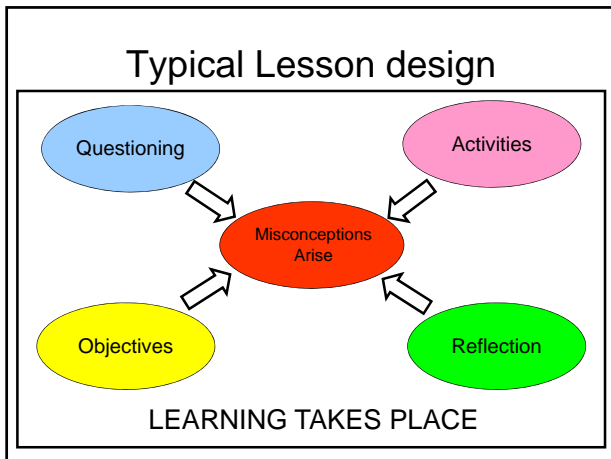 Typical Lesson design
Questioning
Activities
Misconceptions
Arise
Objectives
Reflection
LEARNING TAKES PLACE